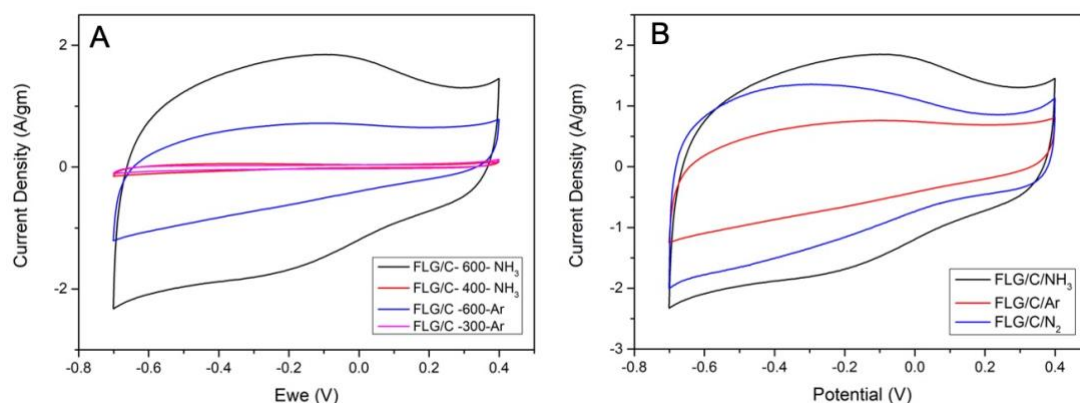 A
Current Density (A/gm)
2
0
-2
-0.8
-0.6
-0.4
-0.2
0.0
0.2
0.4
Ewe (V)
FLG/C- 600- NH₃
FLG/C- 400- NH₃
FLG/C -600-Ar
FLG/C -300-Ar
B
Current Density (A/gm)
2
1
0
-1
-2
-3
-0.8
-0.6
-0.4
-0.2
0.0
0.2
0.4
Potential (V)
FLG/C/NH₃
FLG/C/Ar
FLG/C/N₂